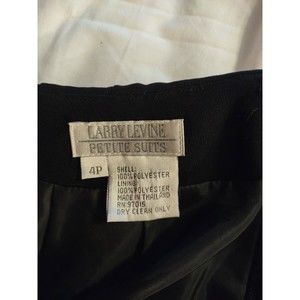 LARRY LEVINE
PETITE SUITS
4P
SHELL:
100% POLYESTER
LINING:
100% POLYESTER
MADE IN THAILAND
RN 97015
DRY CLEAN ONLY